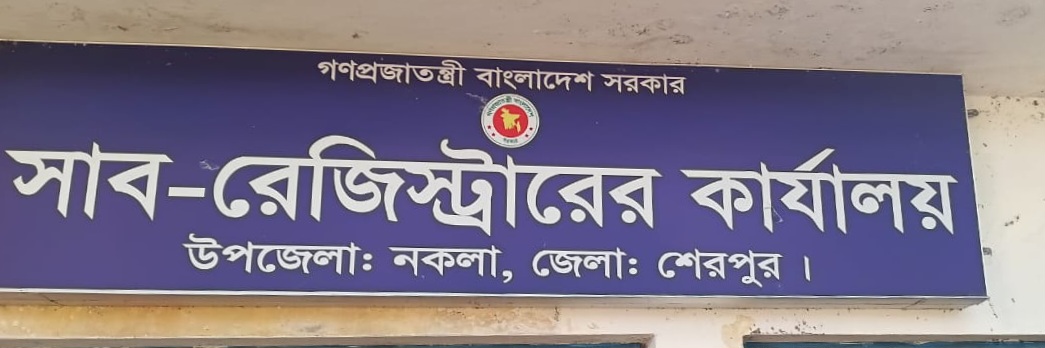 গণপ্রজাতন্ত্রী বাংলাদেশ সরকার
সাব-রেজিস্ট্রারের কার্যালয়
উপজেলা: নকলা, জেলা: শেরপুর ।